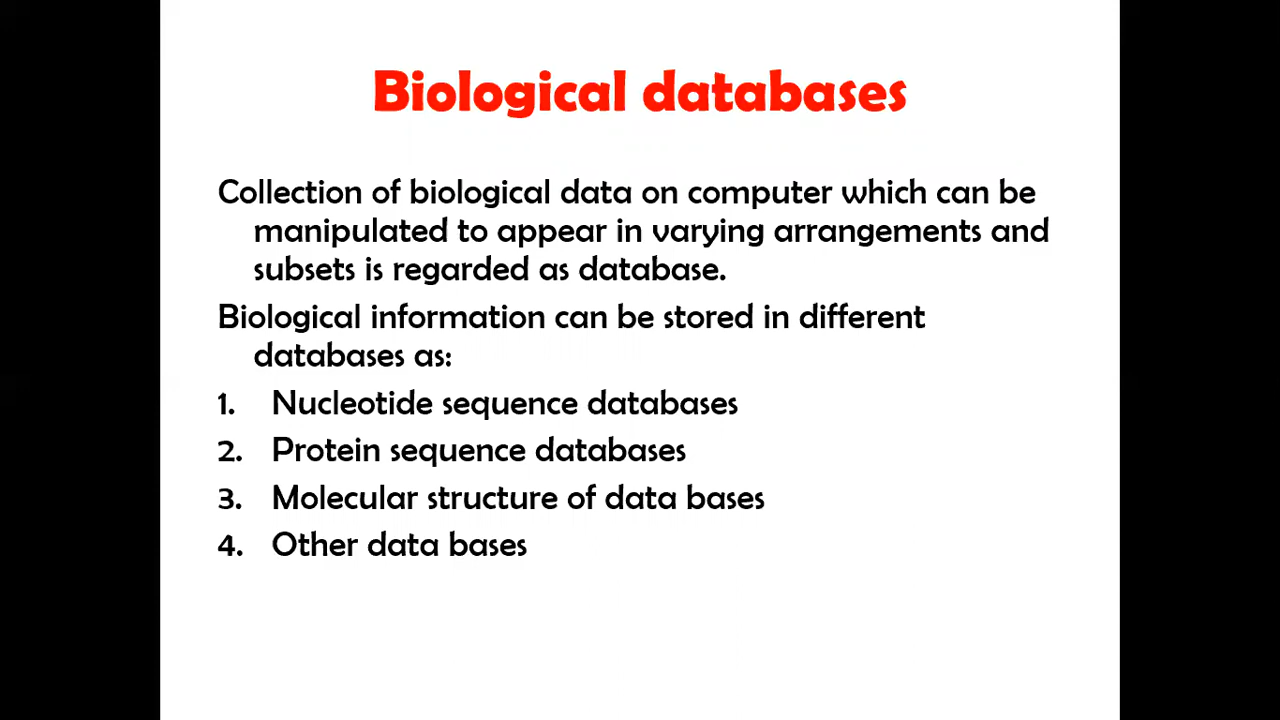 Biological databases
Collection of biological data on computer which can be
manipulated to appear in varying arrangements and
subsets is regarded as database.
Biological information can be stored in different
databases as:
1. Nucleotide sequence databases
2. Protein sequence databases
3. Molecular structure of data bases
4. Other data bases